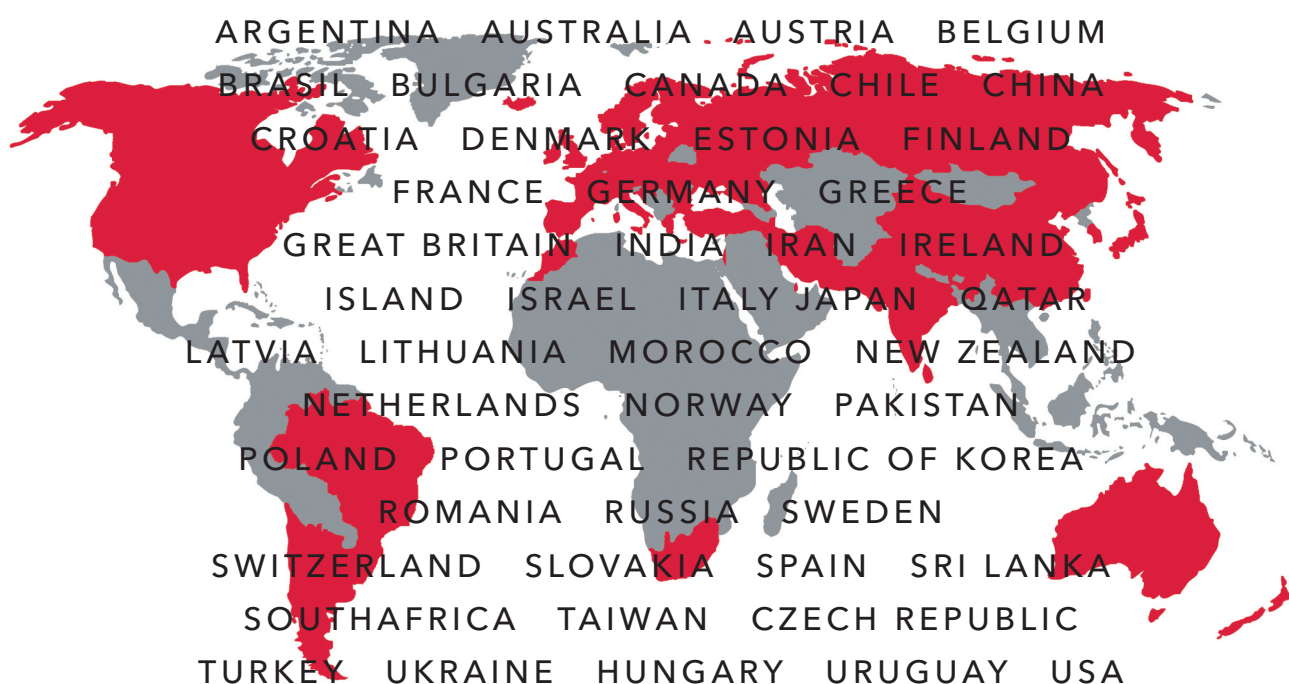 ARGENTINA AUSTRALIA AUSTRIA BELGIUM
BRASIL BULGARIA CANADA CHILE CHINA
CROATIA DENMARK ESTONIA FINLAND
FRANCE GERMANY GREECE
GREAT BRITAIN INDIA IRAN IRELAND
ISLAND ISRAEL ITALY JAPAN QATAR
LATVIA LITHUANIA MOROCCO NEW ZEALAND
NETHERLANDS NORWAY PAKISTAN
POLAND PORTUGAL REPUBLIC OF KOREA
ROMANIA RUSSIA SWEDEN
SWITZERLAND SLOVAKIA SPAIN SRI LANKA
SOUTHAFRICA TAIWAN CZECH REPUBLIC
TURKEY UKRAINE HUNGARY URUGUAY USA